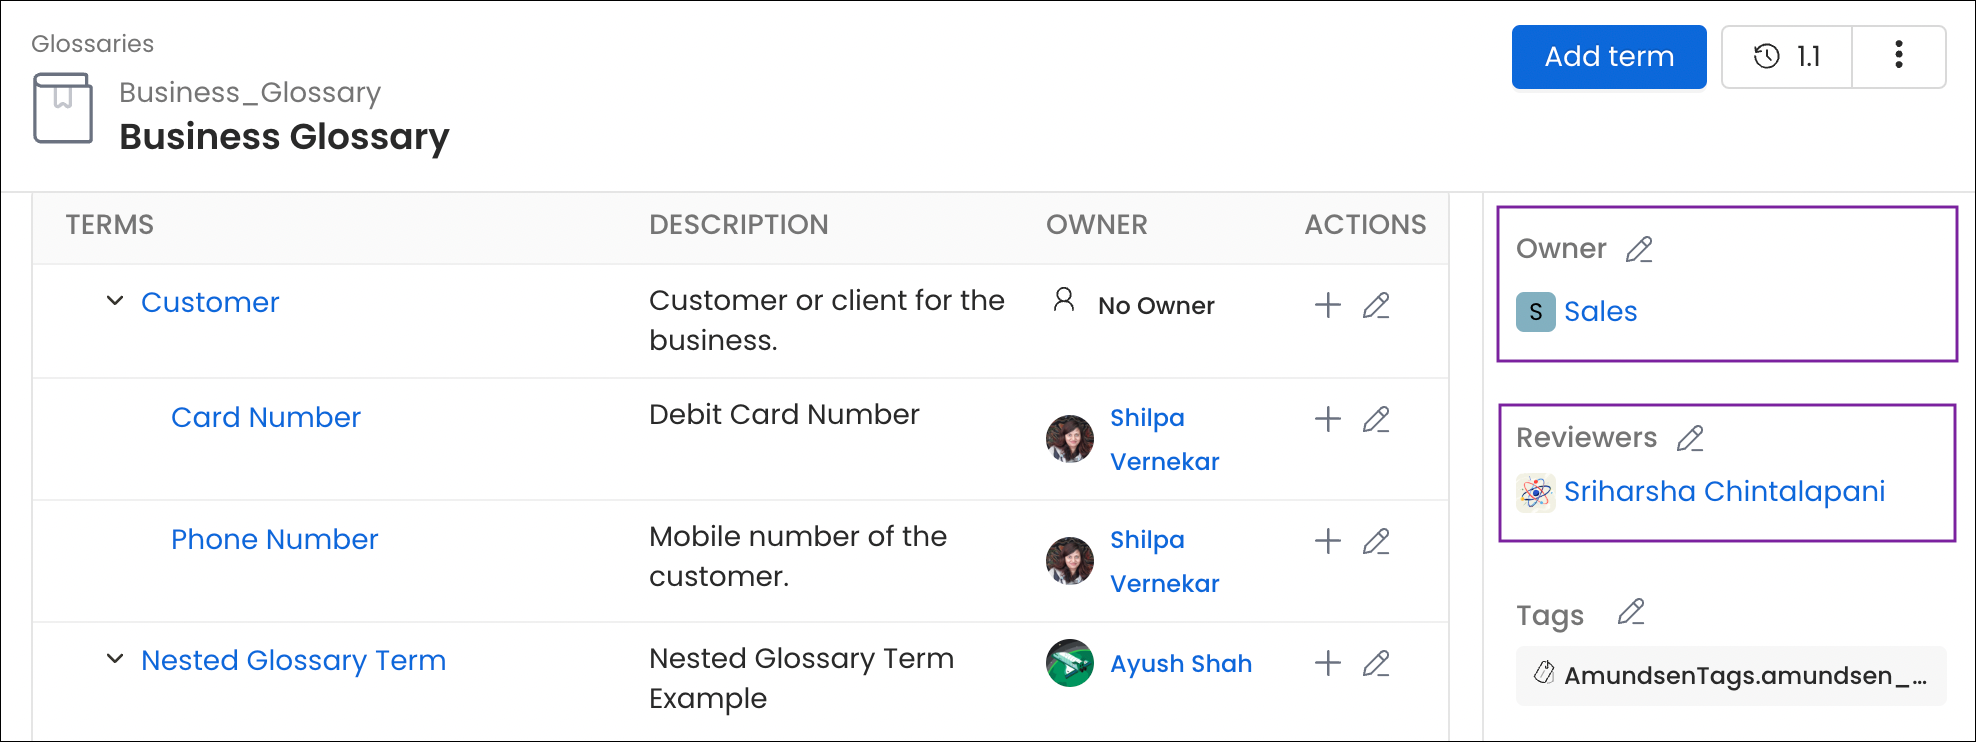 Glossaries
Business_Glossary
Business Glossary
Add term
1.1
TERMS DESCRIPTION OWNER ACTIONS
Customer
Customer or client for the
business.
No Owner
Card Number
Debit Card Number
Shilpa
Vernekar
Phone Number
Mobile number of the
customer.
Shilpa
Vernekar
Nested Glossary Term
Nested Glossary Term
Example
Ayush Shah
Owner
S Sales
Reviewers
Sriharsha Chintalapani
Tags
AmundsenTags.amundsen_...